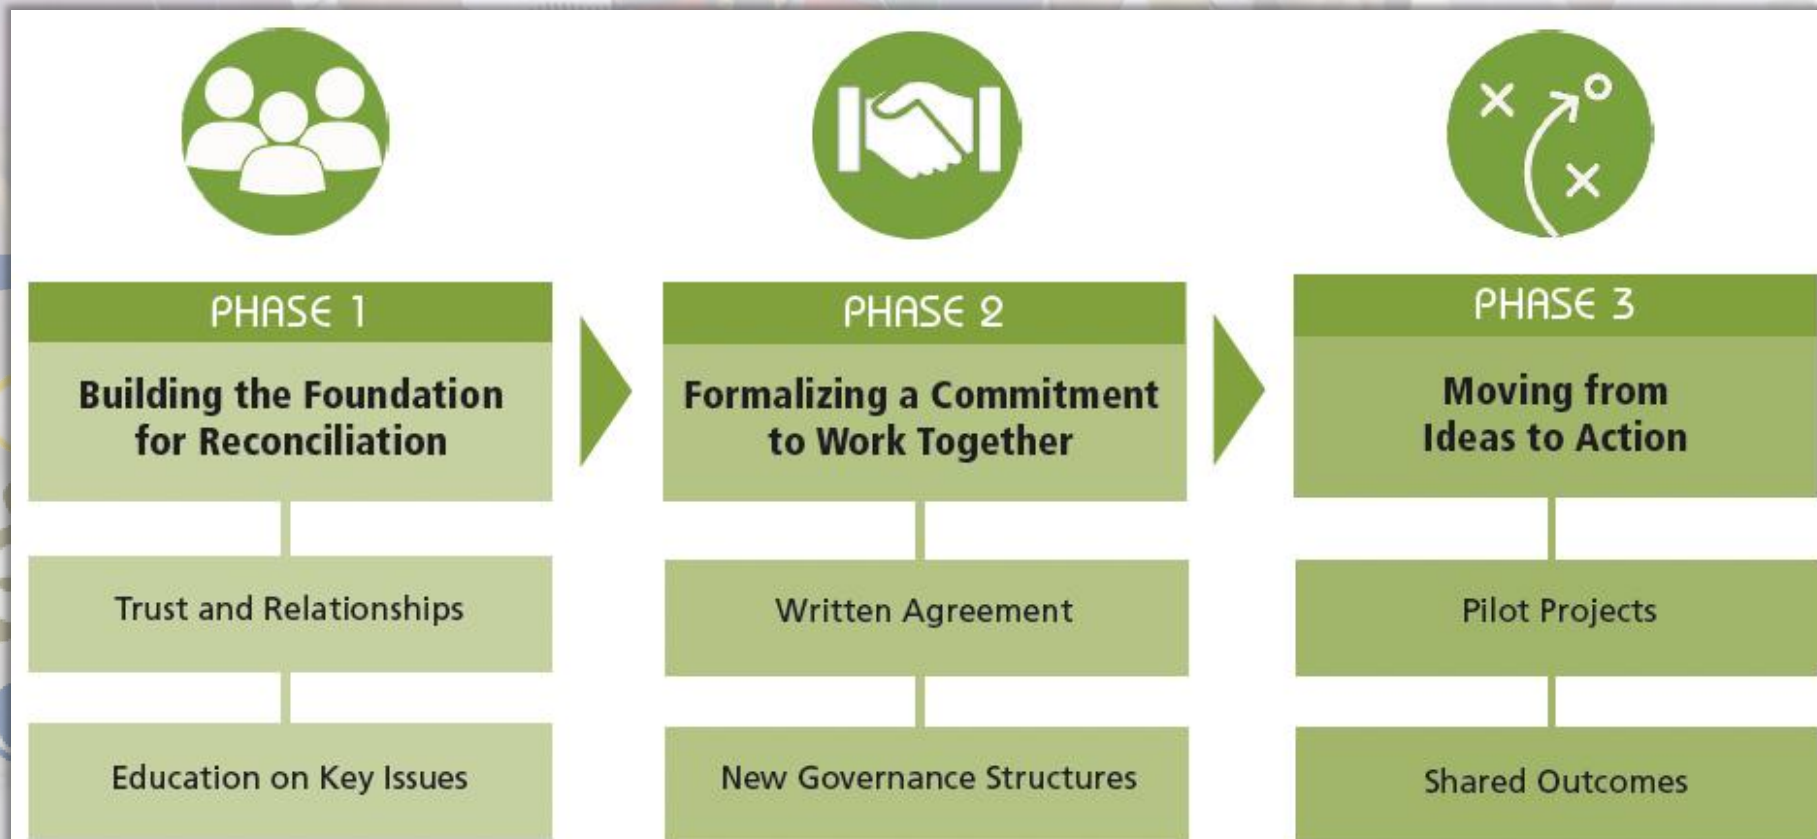 PHASE 1
Building the Foundation
for Reconciliation
Trust and Relationships
Education on Key Issues
PHASE 2
Formalizing a Commitment
to Work Together
Written Agreement
New Governance Structures
PHASE 3
Moving from
Ideas to Action
Pilot Projects
Shared Outcomes